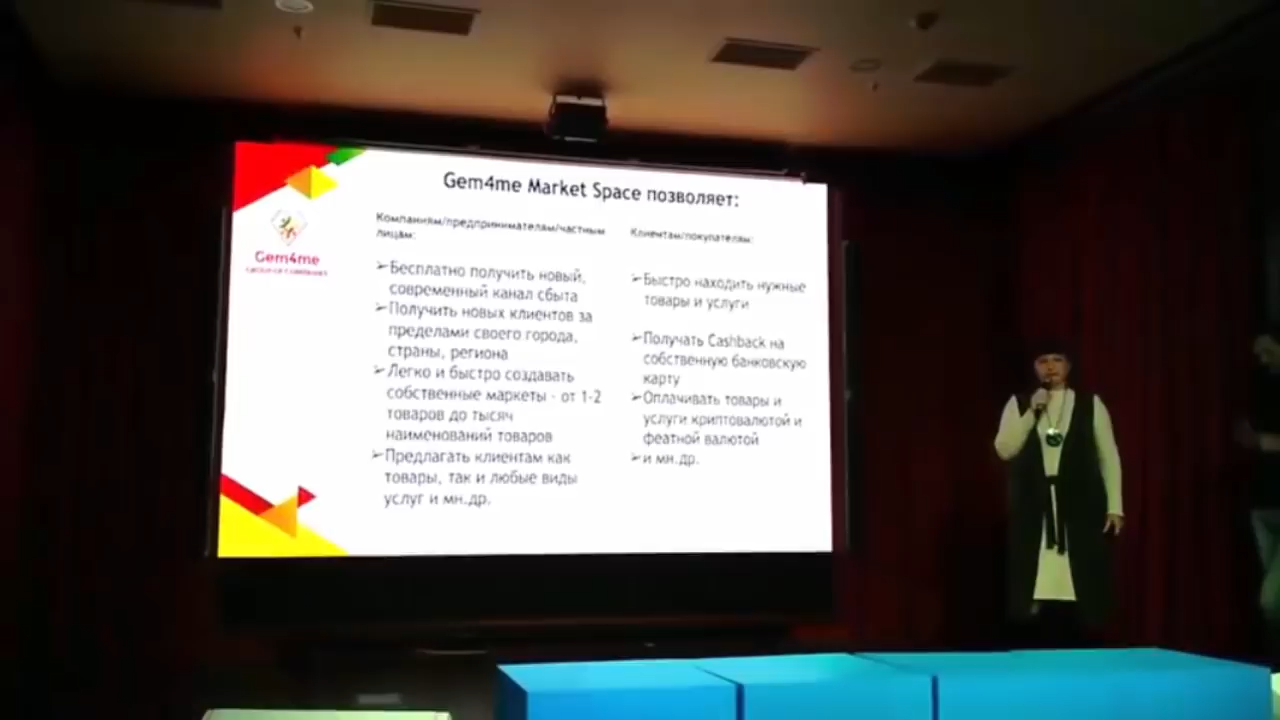 Gem4me Market Space позволяет:
Gem4me
GROUP OF COMPANIES
Компаниям/предпринимателям/частным
лицам:
➢Бесплатно получить новый,
современный канал сбыта
➢Получить новых клиентов за
пределами своего города,
страны, региона
➢Легко и быстро создавать
собственные маркеты - от 1-2
товаров до тысяч
наименований товаров
➢Предлагать клиентам как
товары, так и любые виды
услуг и мн.др.
Клиентам/покупателям:
➢Быстро находить нужные
товары и услуги
➢Получать Cashback на
собственную банковскую
карту
➢Оплачивать товары и
услуги криптовалютой и
феатной валютой
➢и мн.др.